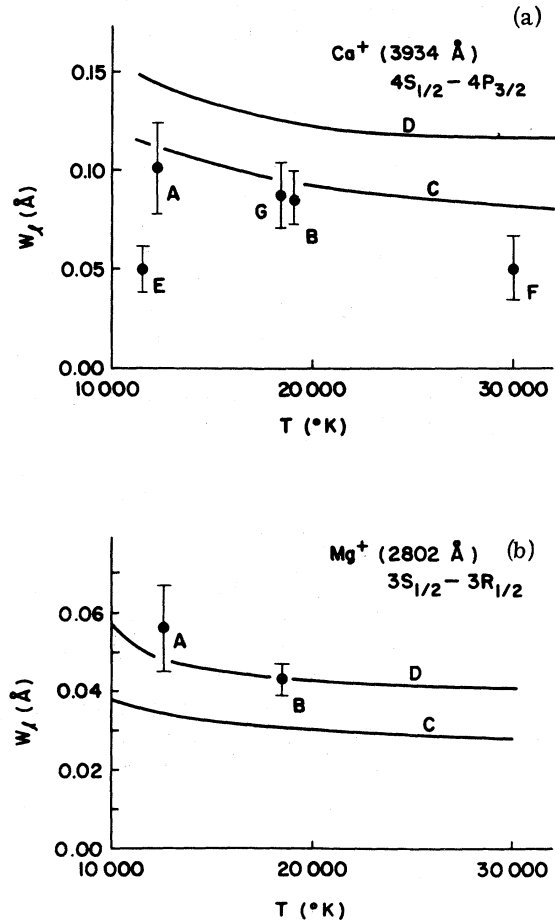 (a)
Ca+ (3934 Å)
4S1/2 – 4P3/2
0.15
0.10
0.05
0.00
Wℓ (Å)
D
C
A
G
B
E
F
10 000
20 000
30 000
T (°K)
(b)
Mg+ (2802 Å)
3S1/2 – 3R1/2
0.06
0.04
0.02
0.00
Wℓ (Å)
A
D
B
C
10 000
20 000
30 000
T (°K)